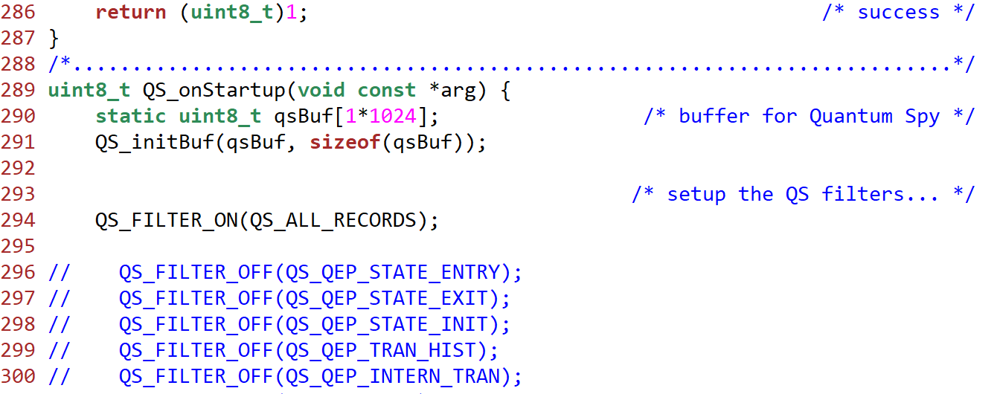 286     return (uint8_t)1;                                           /* success */
287 }
288 /*..........................................................................*/
289 uint8_t QS_onStartup(void const *arg) {
290     static uint8_t qsBuf[1*1024];                 /* buffer for Quantum Spy */
291     QS_initBuf(qsBuf, sizeof(qsBuf));
292
293                                                  /* setup the QS filters... */
294     QS_FILTER_ON(QS_ALL_RECORDS);
295
296 //    QS_FILTER_OFF(QS_QEP_STATE_ENTRY);
297 //    QS_FILTER_OFF(QS_QEP_STATE_EXIT);
298 //    QS_FILTER_OFF(QS_QEP_STATE_INIT);
299 //    QS_FILTER_OFF(QS_QEP_TRAN_HIST);
300 //    QS_FILTER_OFF(QS_QEP_INTERN_TRAN);